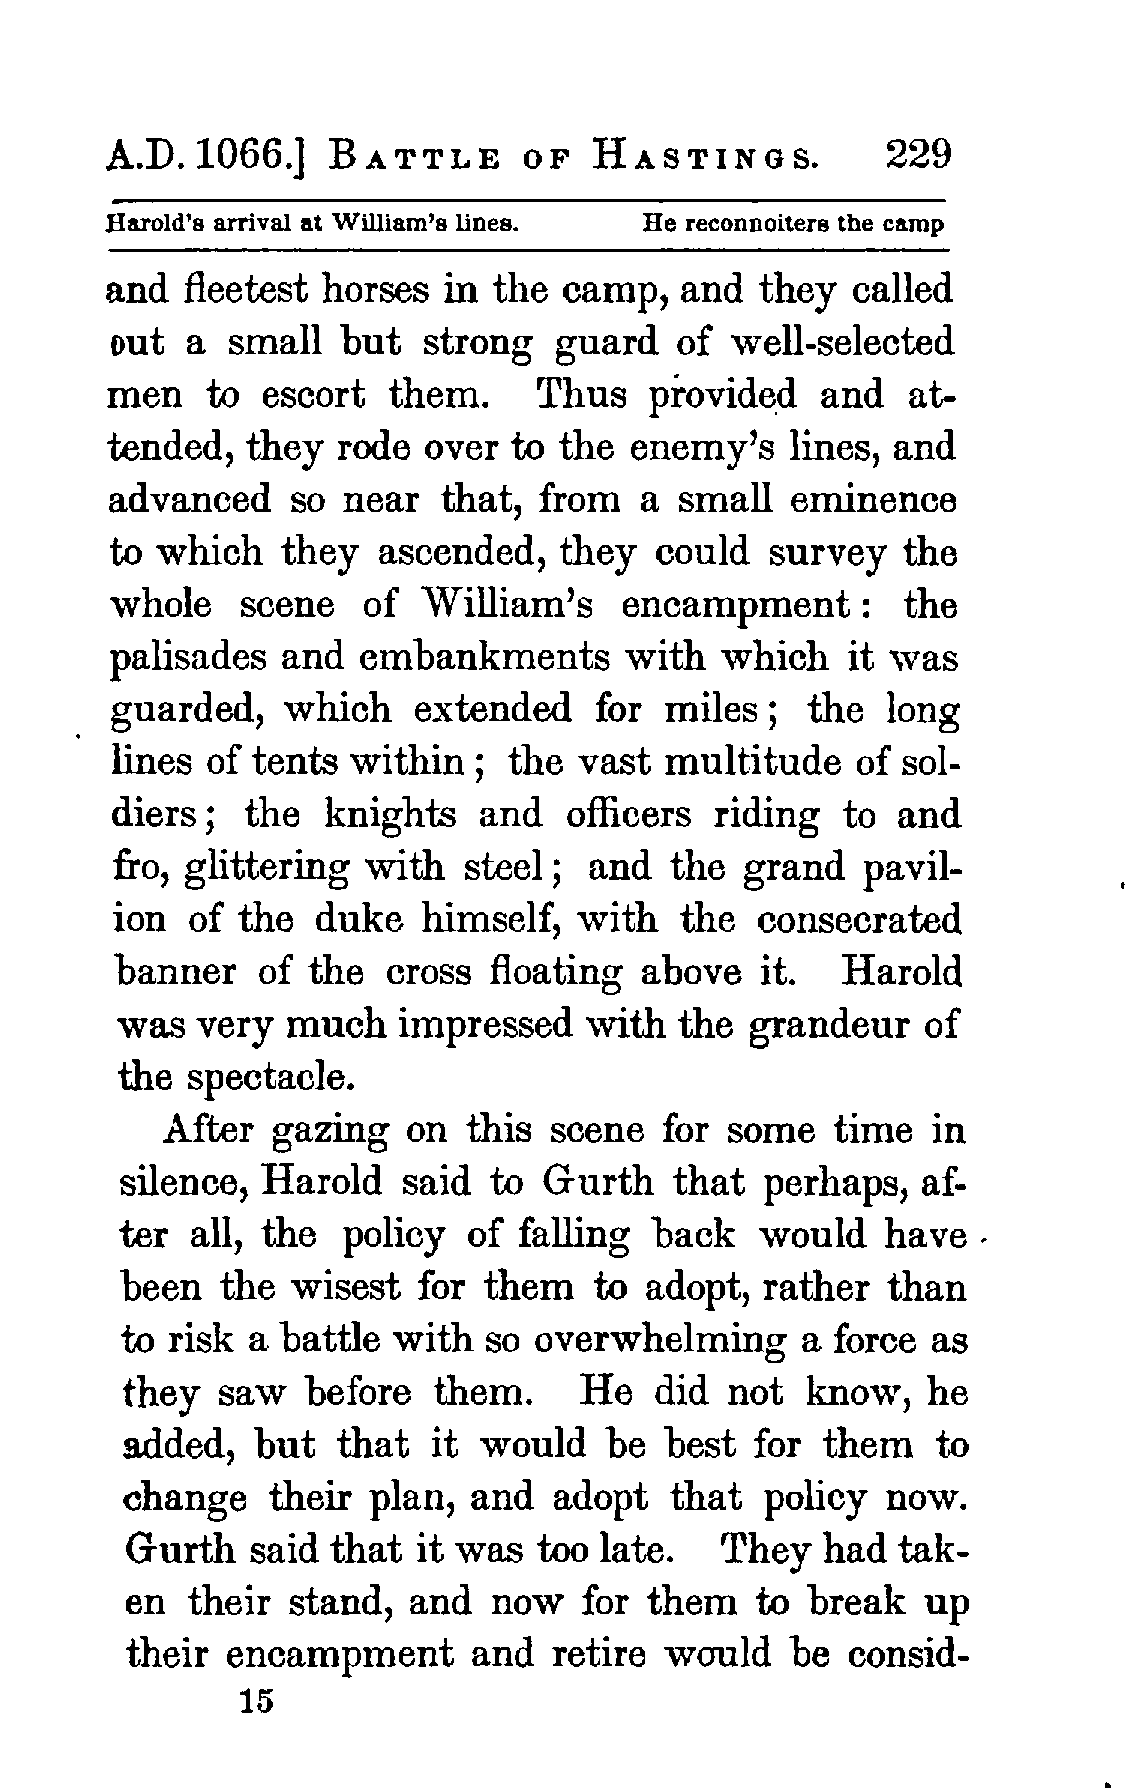 A.D. 1066.] BATTLE OF HASTINGS. 229
Harold's arrival at William's lines. He reconnoiters the camp
and fleetest horses in the camp, and they called
out a small but strong guard of well-selected
men to escort them. Thus provided and at-
tended, they rode over to the enemy's lines, and
advanced so near that, from a small eminence
to which they ascended, they could survey the
whole scene of William's encampment: the
palisades and embankments with which it was
guarded, which extended for miles; the long
lines of tents within; the vast multitude of sol-
diers; the knights and officers riding to and
fro, glittering with steel; and the grand pavil-
ion of the duke himself, with the consecrated
banner of the cross floating above it. Harold
was very much impressed with the grandeur of
the spectacle.
After gazing on this scene for some time in
silence, Harold said to Gurth that perhaps, af-
ter all, the policy of falling back would have
been the wisest for them to adopt, rather than
to risk a battle with so overwhelming a force as
they saw before them. He did not know, he
added, but that it would be best for them to
change their plan, and adopt that policy now.
Gurth said that it was too late. They had tak-
en their stand, and now for them to break up
their encampment and retire would be consid-
15